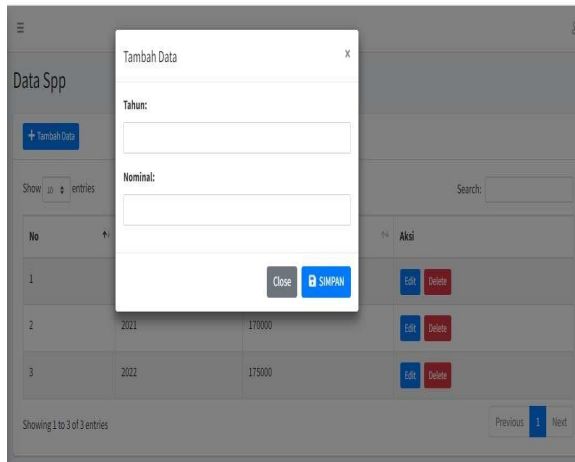 Tambah Data x
Data Spp
Tahun:
+ Tambah Data
Nominal:
Show 10 entries Search:
No Aksi
Close SIMPAN
1 Edit Delete
2 2021 170000 Edit Delete
3 2022 175000 Edit Delete
Showing 1 to 3 of 3 entries Previous 1 Next